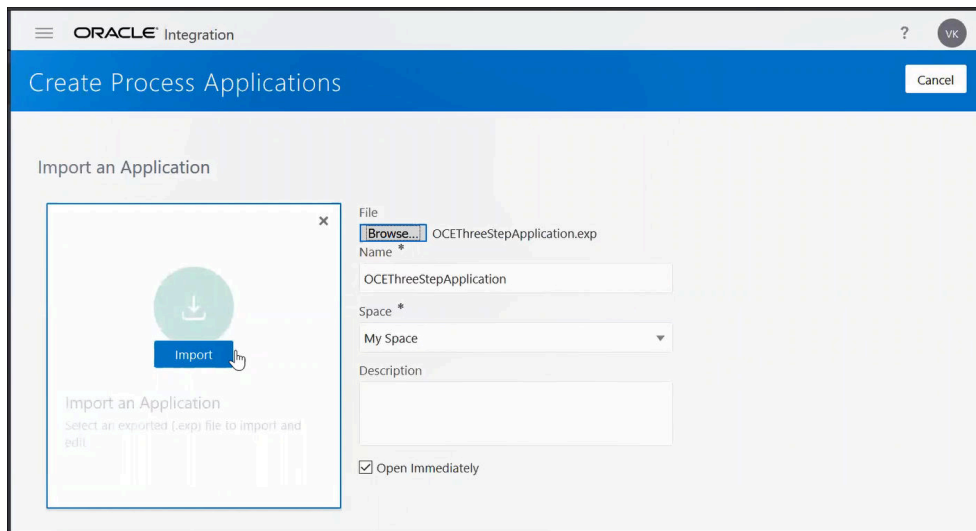 ORACLE Integration
?
VK
Create Process Applications
Cancel
Import an Application
File
Browse... OCEThreeStepApplication.exp
Name *
OCEThreeStepApplication
Space *
My Space
Import
Description
Import an Application
Select an exported (.exp) file to import and
edit
Open Immediately